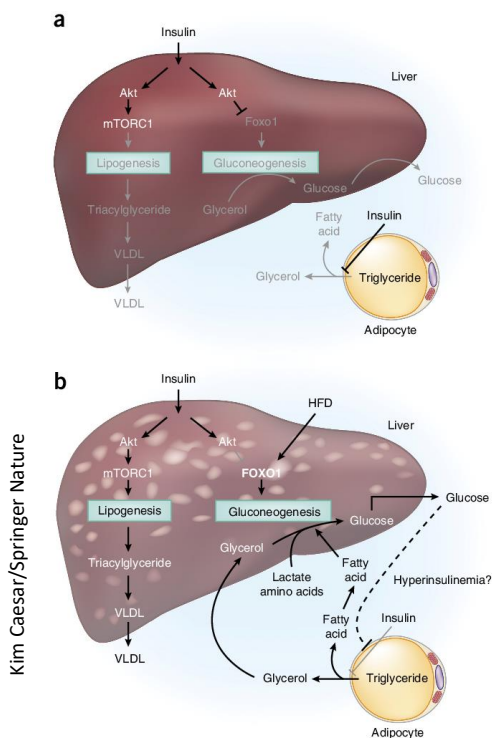 a
Insulin
Liver
Akt
Akt
mTORC1
Foxo1
Lipogenesis
Gluconeogenesis
Triacylglyceride
Glycerol
Glucose
Glucose
Fatty
acid
Insulin
VLDL
Glycerol
Triglyceride
VLDL
Adipocyte
b
Insulin
HFD
Liver
Akt
Akt
mTORC1
FOXO1
Lipogenesis
Gluconeogenesis
Glucose
Glucose
Glycerol
Triacylglyceride
Lactate
amino acids
Fatty
acid
Hyperinsulinemia?
VLDL
Fatty
acid
Insulin
VLDL
Glycerol
Triglyceride
Adipocyte
Kim Caesar/Springer Nature